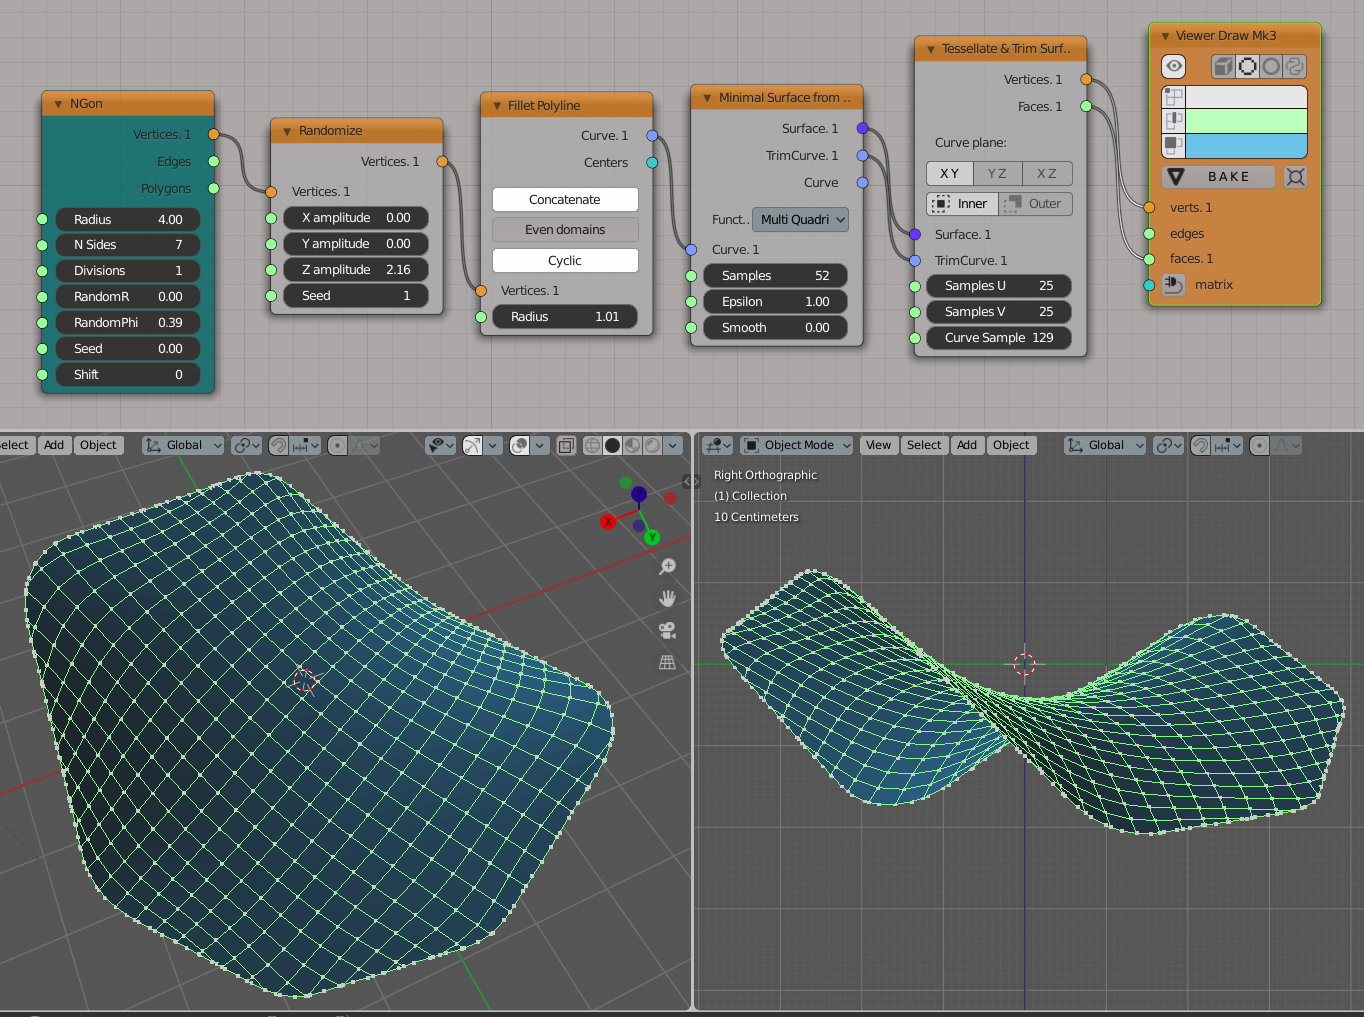 NGon
Vertices. 1
Edges
Polygons
Radius 4.00
N Sides 7
Divisions 1
RandomR 0.00
RandomPhi 0.39
Seed 0.00
Shift 0
Randomize
Vertices. 1
Vertices. 1
X amplitude 0.00
Y amplitude 0.00
Z amplitude 2.16
Seed 1
Fillet Polyline
Curve. 1
Centers
Concatenate
Even domains
Cyclic
Vertices. 1
Radius 1.01
Minimal Surface from ..
Surface. 1
TrimCurve. 1
Curve
Funct.. Multi Quadri
Curve. 1
Samples 52
Epsilon 1.00
Smooth 0.00
Tessellate & Trim Surf..
Vertices. 1
Faces. 1
Curve plane:
X Y Y Z X Z
Inner Outer
Surface. 1
TrimCurve. 1
Samples U 25
Samples V 25
Curve Sample 129
Viewer Draw Mk3
BAKE
verts. 1
edges
faces. 1
matrix
elect Add Object Global
Z
X
Y
Object Mode View Select Add Object Global
Right Orthographic
(1) Collection
10 Centimeters